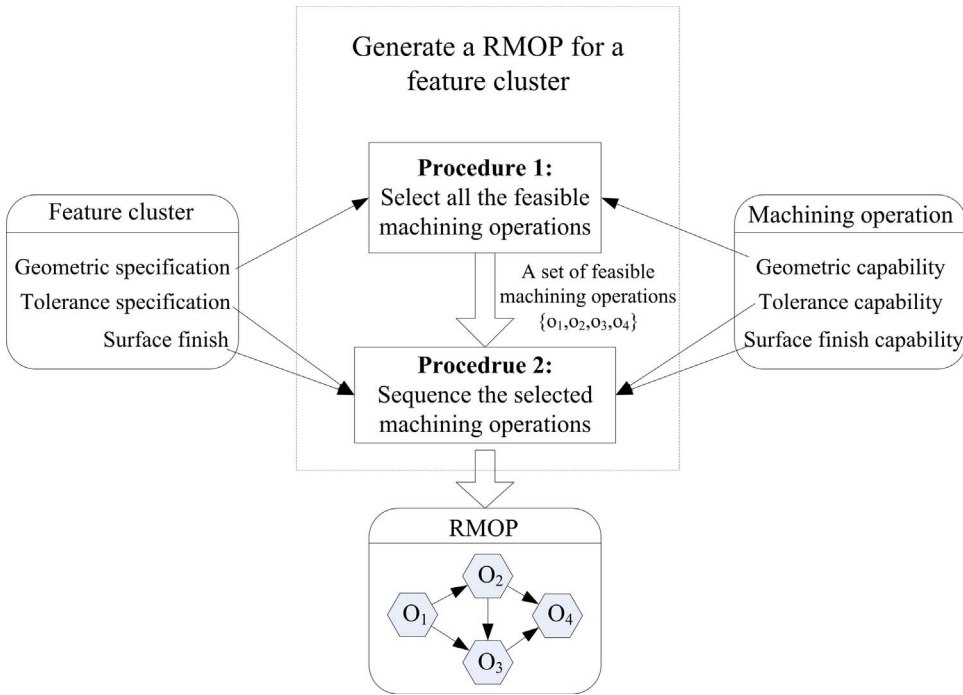 Generate a RMOP for a
feature cluster
Procedure 1:
Select all the feasible
machining operations
Feature cluster
Geometric specification
Tolerance specification
Surface finish
Machining operation
Geometric capability
Tolerance capability
Surface finish capability
A set of feasible
machining operations
{o₁,o₂,o₃,o₄}
Procedrue 2:
Sequence the selected
machining operations
RMOP
O₁
O₂
O₃
O₄